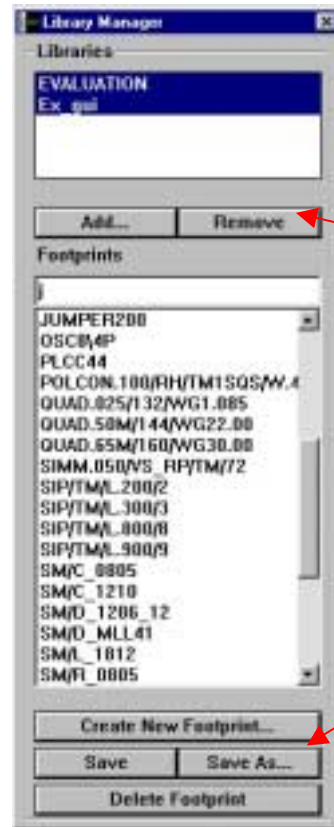 Library Manager
Libraries
EVALUATION
Ex_gui
Add... Remove
Footprints
j
JUMPER200
OSC8\4P
PLCC44
POLCON.100/RH/TM1SQS/W.4
QUAD.025/132/WG1.085
QUAD.50M/144/WG22.00
QUAD.65M/160/WG30.00
SIMM.050/VS_RP/TM/72
SIP/TM/L.200/2
SIP/TM/L.300/3
SIP/TM/L.800/8
SIP/TM/L.900/9
SM/C_0805
SM/C_1210
SM/D_1206_12
SM/D_MLL41
SM/L_1812
SM/R_0805
Create New Footprint...
Save Save As...
Delete Footprint